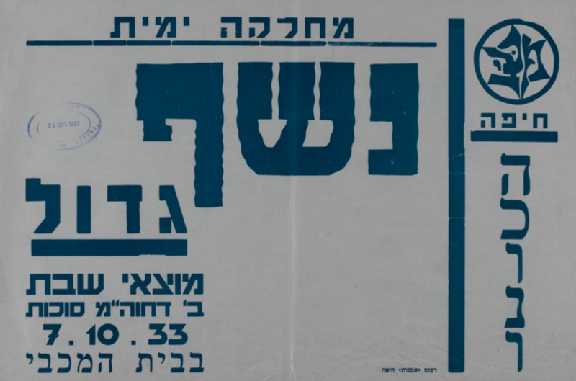 מחלקה ימית
נשף
גדול
מוצאי שבת
ב' דחוה"מ סוכות
7.10.33
בבית המכבי
חיפה